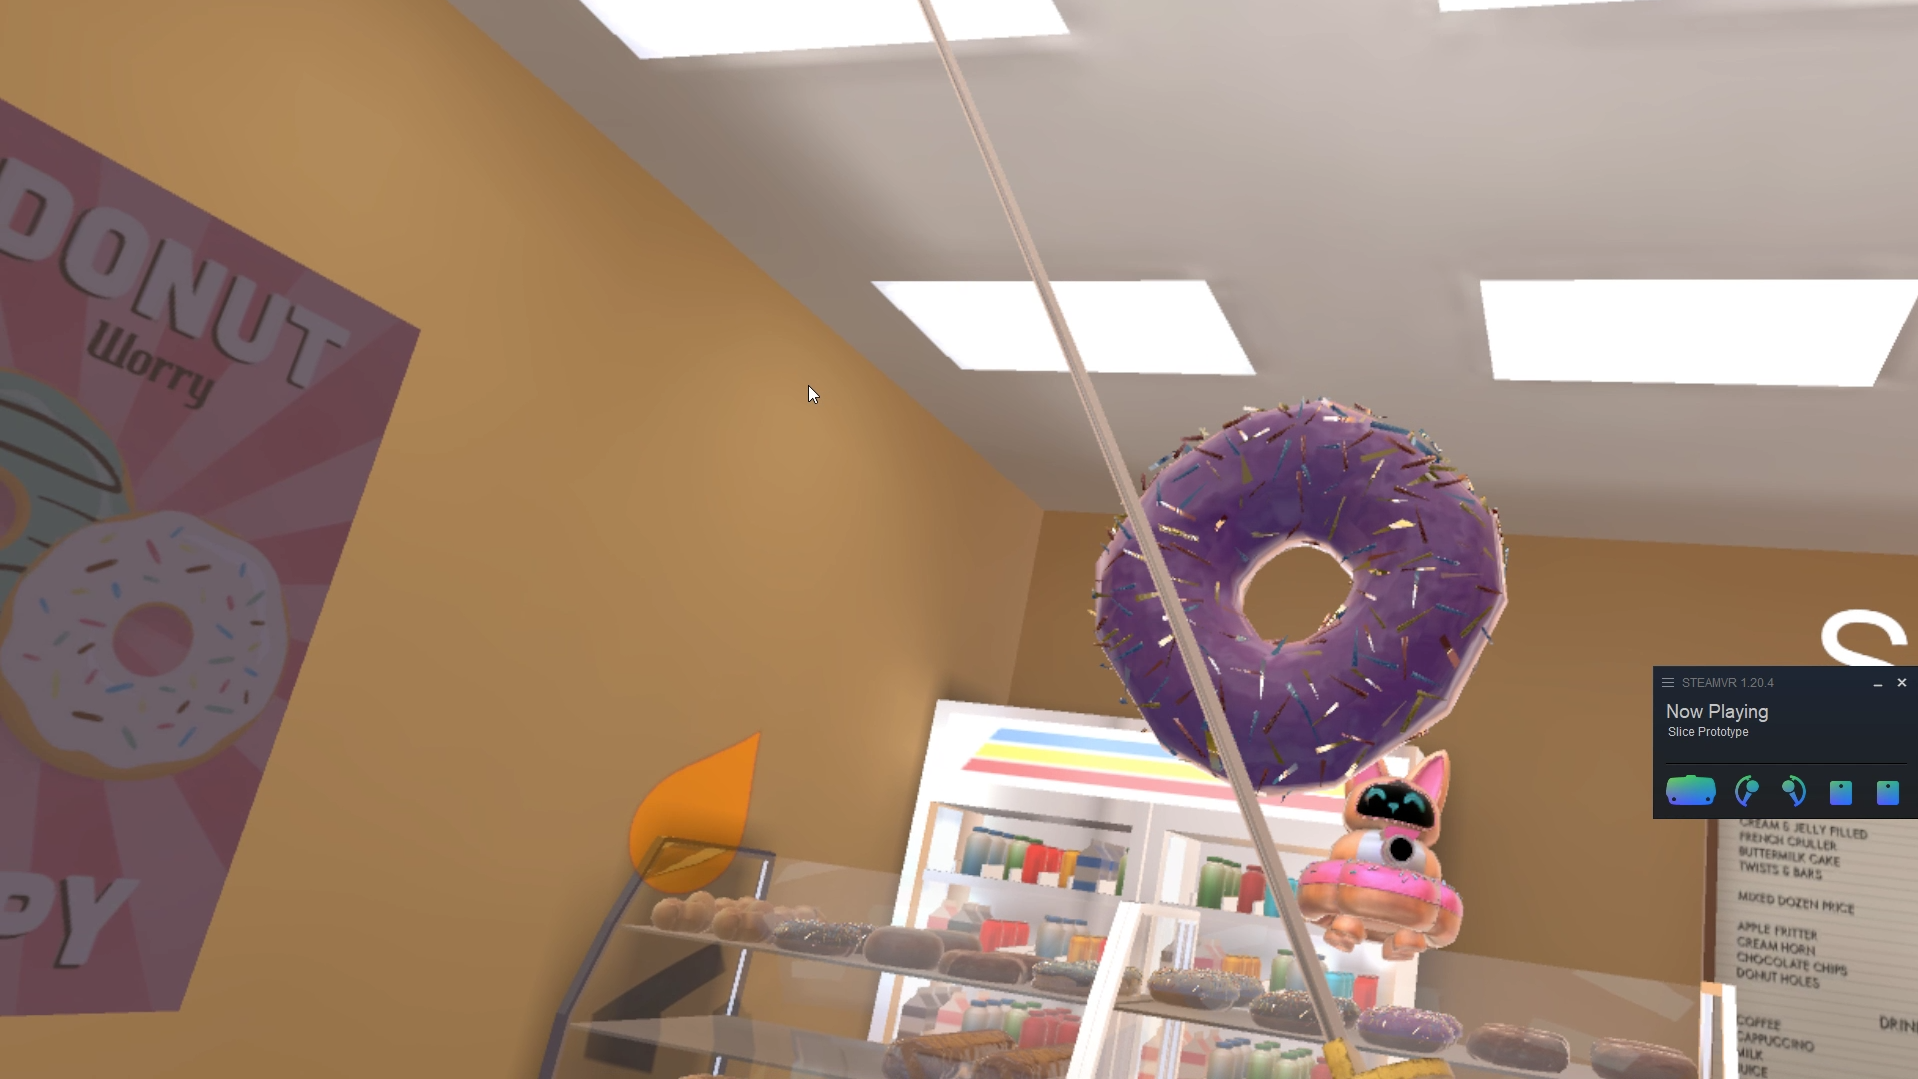 DONUT
Worry
PY
S
STEAMVR 1.20.4
Now Playing
Slice Prototype
CREAM & JELLY FILLED
FRENCH CRULLER
BUTTERMILK CAKE
TWISTS & BARS
MIXED DOZEN PRICE
APPLE FRITTER
CREAM HORN
CHOCOLATE CHIPS
DONUT HOLES
DRIN
COFFEE
CAPPUCCINO
MILK
JUICE